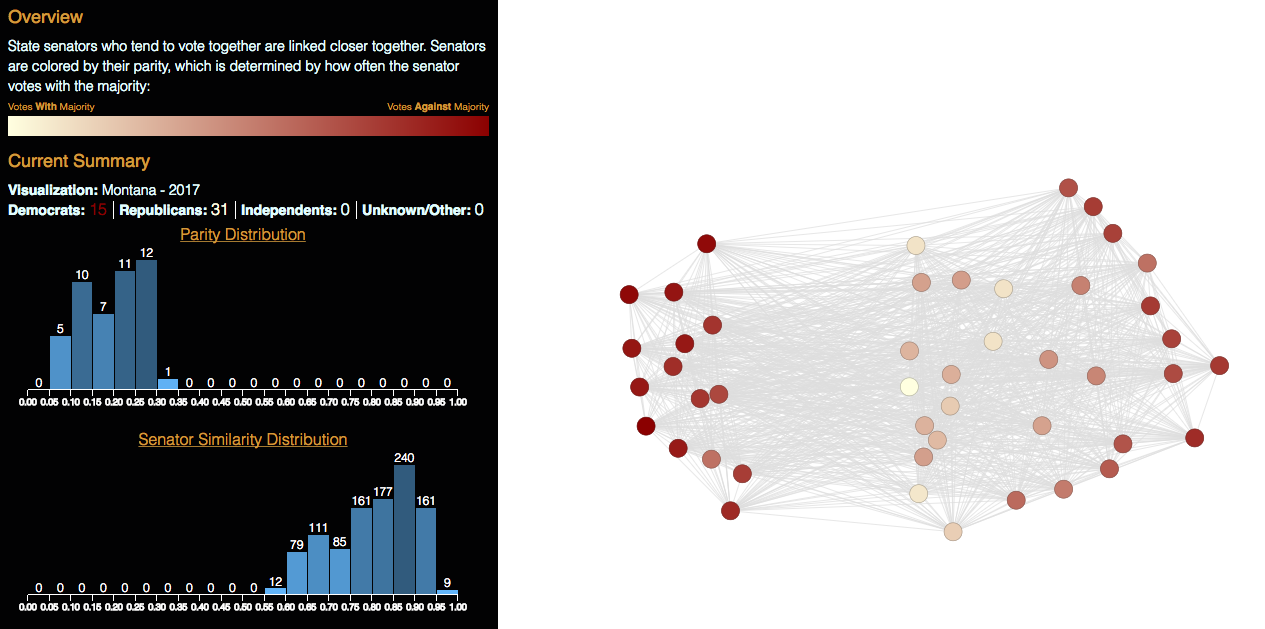 Overview
State senators who tend to vote together are linked closer together. Senators
are colored by their parity, which is determined by how often the senator
votes with the majority:
Votes With Majority Votes Against Majority
Current Summary
Visualization: Montana - 2017
Democrats: 15 | Republicans: 31 | Independents: 0 | Unknown/Other: 0
Parity Distribution
0 5 10 7 11 12 1 0 0 0 0 0 0 0 0 0 0 0 0 0
0.00 0.05 0.10 0.15 0.20 0.25 0.30 0.35 0.40 0.45 0.50 0.55 0.60 0.65 0.70 0.75 0.80 0.85 0.90 0.95 1.00
Senator Similarity Distribution
0 0 0 0 0 0 0 0 0 0 0 12 79 111 85 161 177 240 161 9
0.00 0.05 0.10 0.15 0.20 0.25 0.30 0.35 0.40 0.45 0.50 0.55 0.60 0.65 0.70 0.75 0.80 0.85 0.90 0.95 1.00